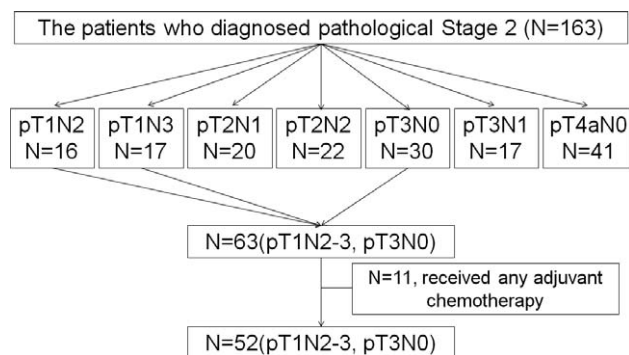 The patients who diagnosed pathological Stage 2 (N=163)
pT1N2 pT1N3 pT2N1 pT2N2 pT3N0 pT3N1 pT4aN0
N=16 N=17 N=20 N=22 N=30 N=17 N=41
N=63(pT1N2-3, pT3N0)
N=11, received any adjuvant
chemotherapy
N=52(pT1N2-3, pT3N0)